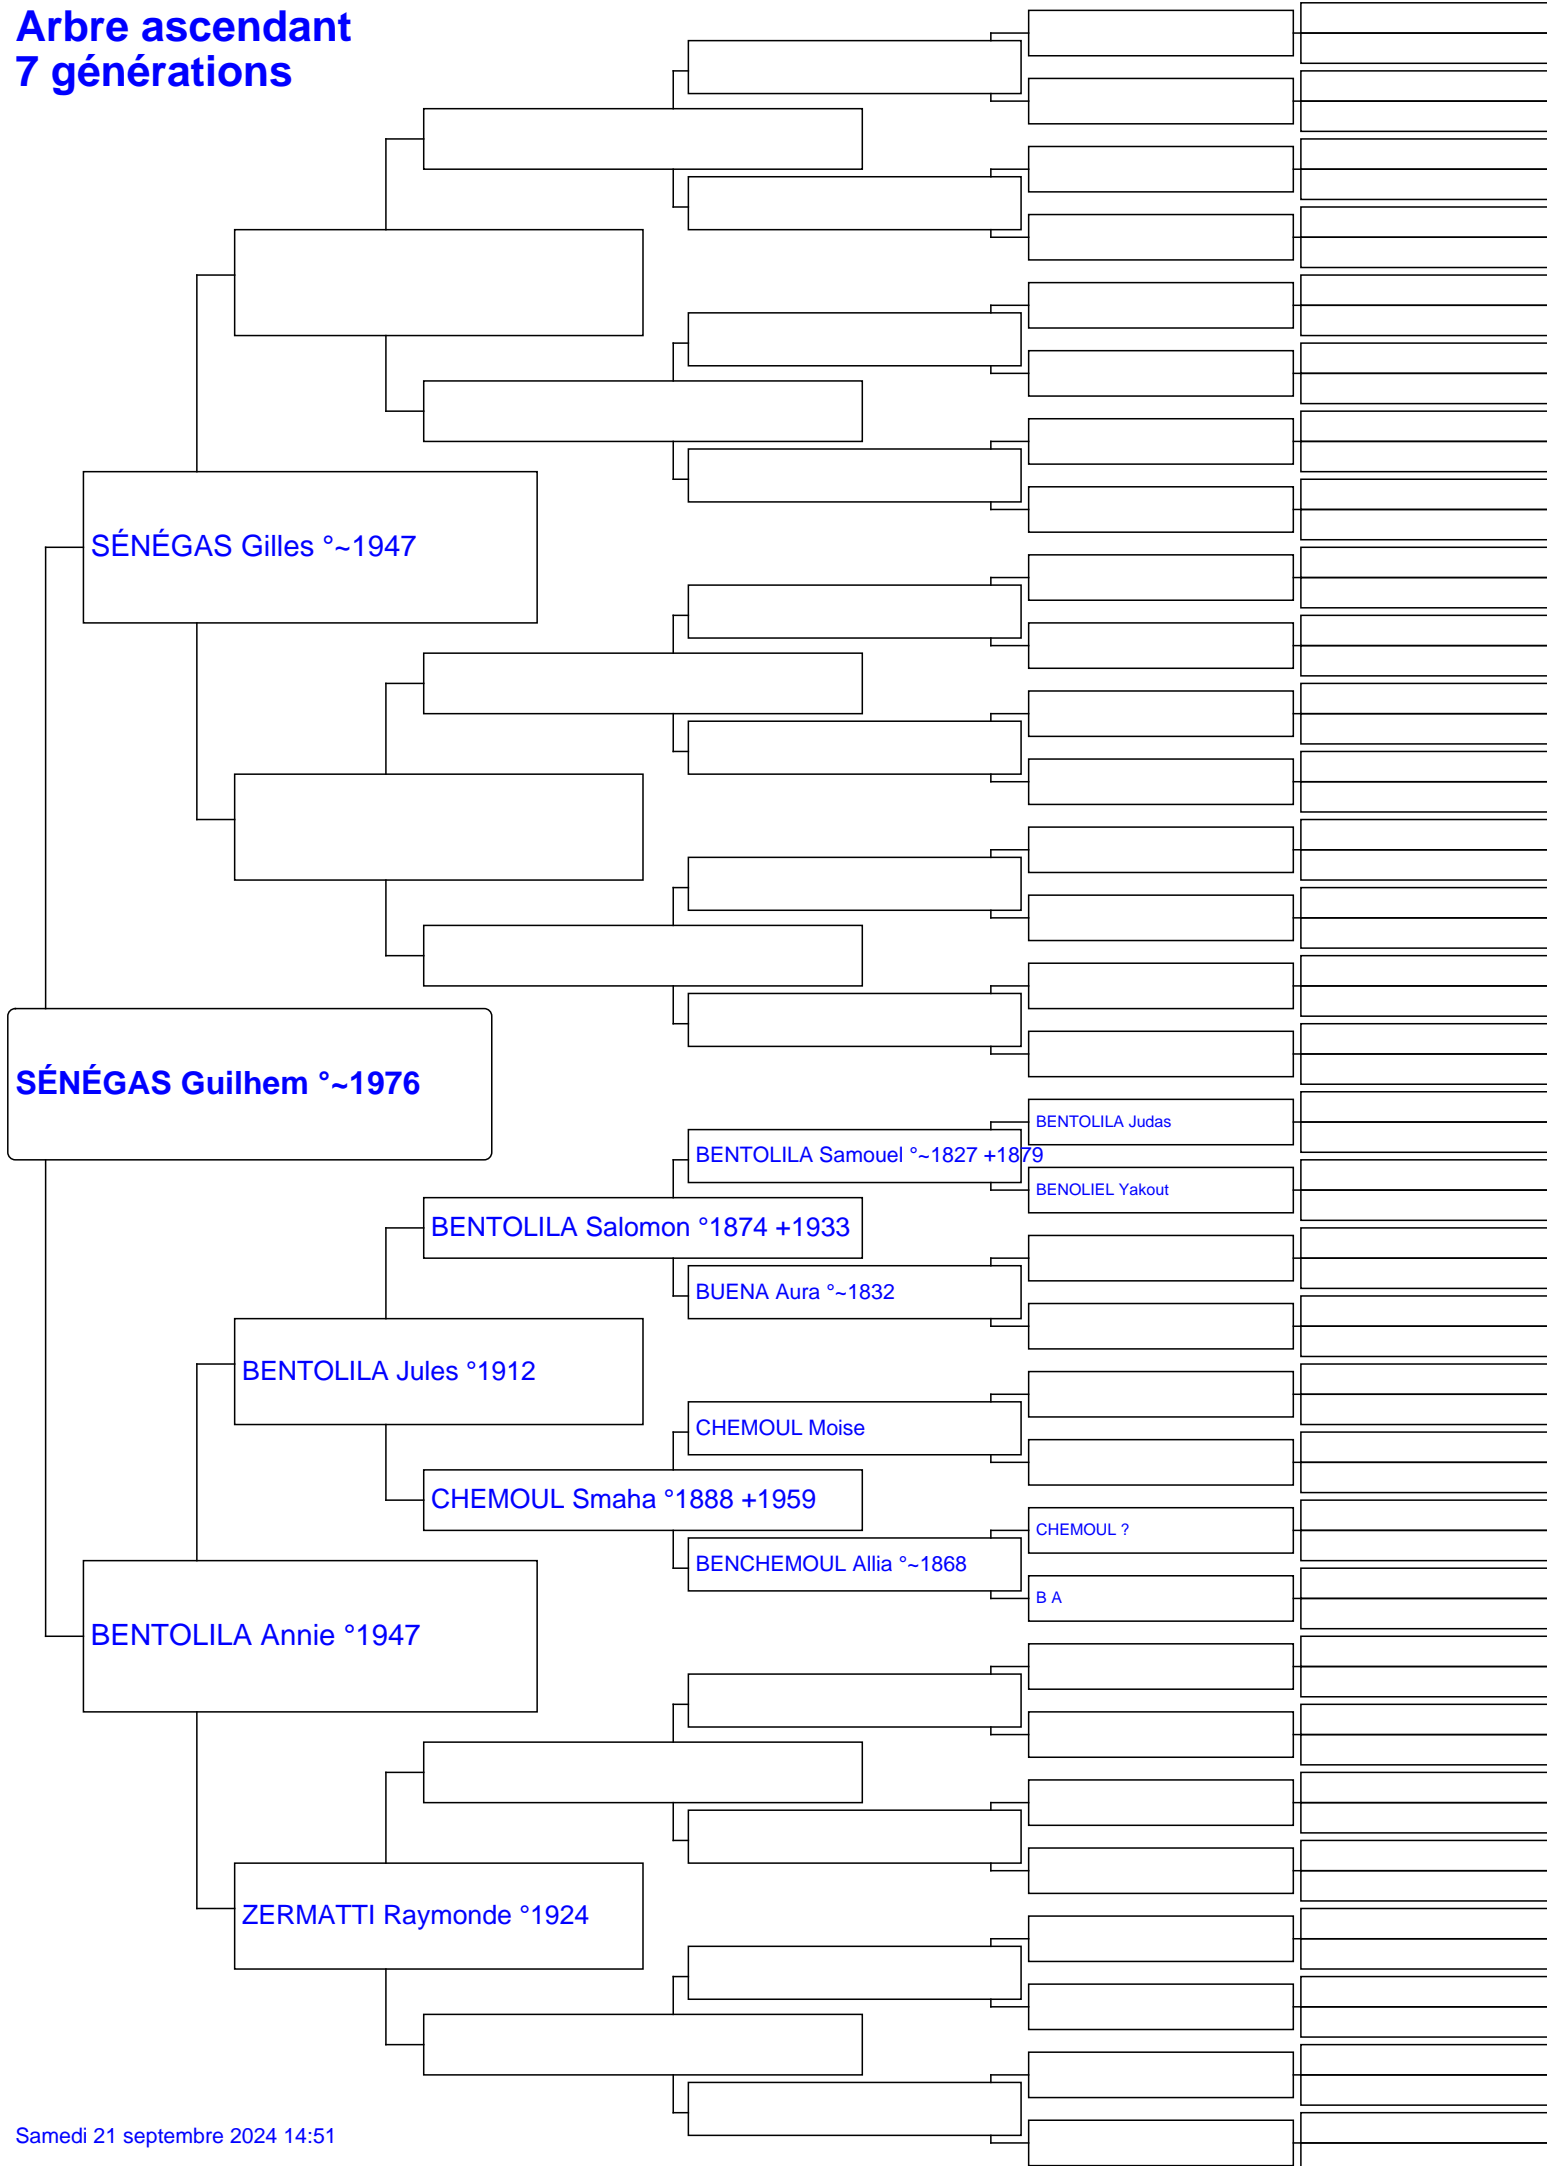 Arbre ascendant
7 générations
SÉNÉGAS Gilles °~1947
SÉNÉGAS Guilhem °~1976
BENTOLILA Judas
BENTOLILA Samouel °~1827 +1879
BENOLIEL Yakout
BENTOLILA Salomon °1874 +1933
BUENA Aura °~1832
BENTOLILA Jules °1912
CHEMOUL Moise
CHEMOUL Smaha °1888 +1959
CHEMOUL ?
BENCHEMOUL Allia °~1868
B A
BENTOLILA Annie °1947
ZERMATTI Raymonde °1924
Samedi 21 septembre 2024 14:51